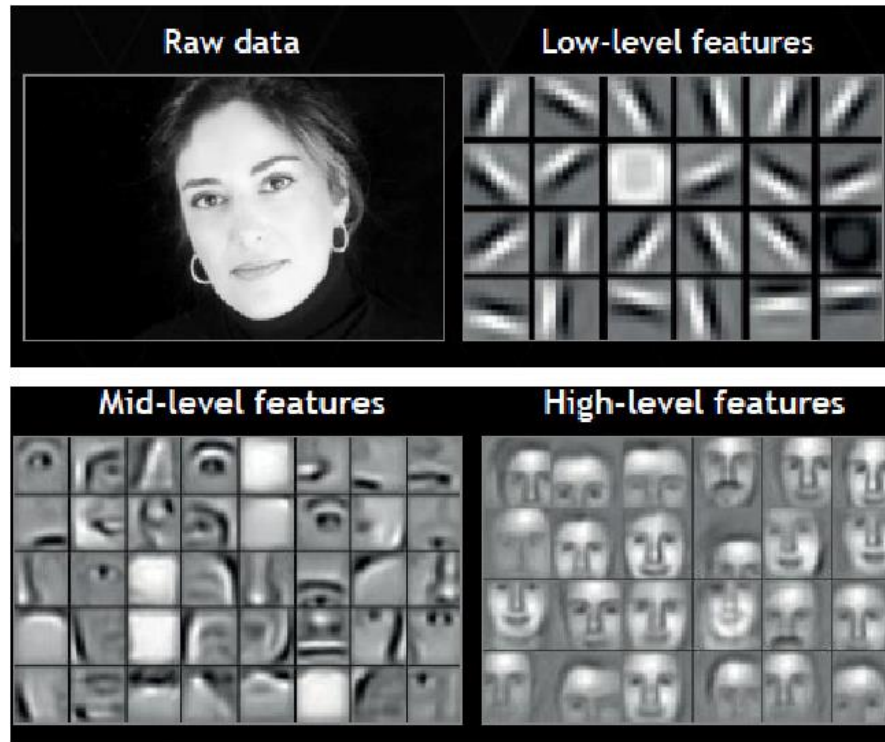 Raw data
Low-level features
Mid-level features
High-level features